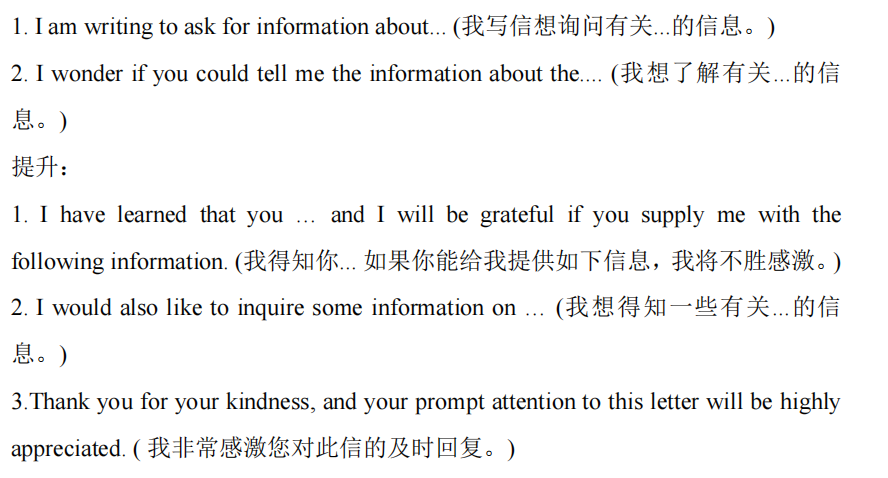 1. I am writing to ask for information about... (我写信想询问有关...的信息。)
2. I wonder if you could tell me the information about the.... (我想了解有关...的信
息。)
提升：
1. I have learned that you … and I will be grateful if you supply me with the
following information. (我得知你... 如果你能给我提供如下信息，我将不胜感激。)
2. I would also like to inquire some information on … (我想得知一些有关...的信
息。)
3.Thank you for your kindness, and your prompt attention to this letter will be highly
appreciated. ( 我非常感激您对此信的及时回复。)